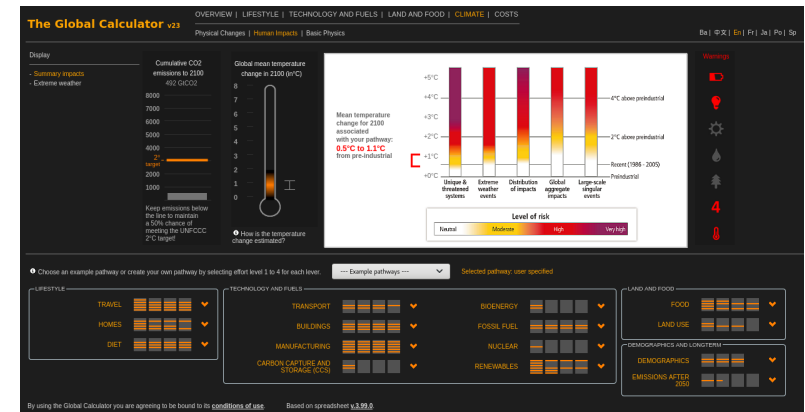 The Global Calculator v23
OVERVIEW | LIFESTYLE | TECHNOLOGY AND FUELS | LAND AND FOOD | CLIMATE | COSTS
Physical Changes | Human Impacts | Basic Physics
Ba | 中文 | En | Fr | Ja | Po | Sp
Display
- Summary impacts
- Extreme weather
Cumulative CO2
emissions to 2100
492 GtCO2
8000
7000
6000
5000
4000
2°
target
2000
1000
Keep emissions below
the line to maintain
a 50% chance of
meeting the UNFCCC
2°C target!
Global mean temperature
change in 2100 (in°C)
8
7
6
5
4
3
2
1
0
How is the temperature
change estimated?
Mean temperature
change for 2100
associated
with your pathway:
0.5°C to 1.1°C
from pre-industrial
+5°C
+4°C
+3°C
+2°C
+1°C
+0°C
4°C above preindustrial
2°C above preindustrial
Recent (1986 - 2005)
Preindustrial
Unique &
threatened
systems
Extreme
weather
events
Distribution
of impacts
Global
aggregate
impacts
Large-scale
singular
events
Level of risk
Neutral Moderate High Very high
Warnings
4
Choose an example pathway or create your own pathway by selecting effort level 1 to 4 for each lever.
--- Example pathways ---
Selected pathway: user specified
LIFESTYLE
TRAVEL
HOMES
DIET
TECHNOLOGY AND FUELS
TRANSPORT
BUILDINGS
MANUFACTURING
CARBON CAPTURE AND
STORAGE (CCS)
BIOENERGY
FOSSIL FUEL
NUCLEAR
RENEWABLES
LAND AND FOOD
FOOD
LAND USE
DEMOGRAPHICS AND LONGTERM
DEMOGRAPHICS
EMISSIONS AFTER
2050
By using the Global Calculator you are agreeing to be bound to its conditions of use. Based on spreadsheet v.3.99.0.